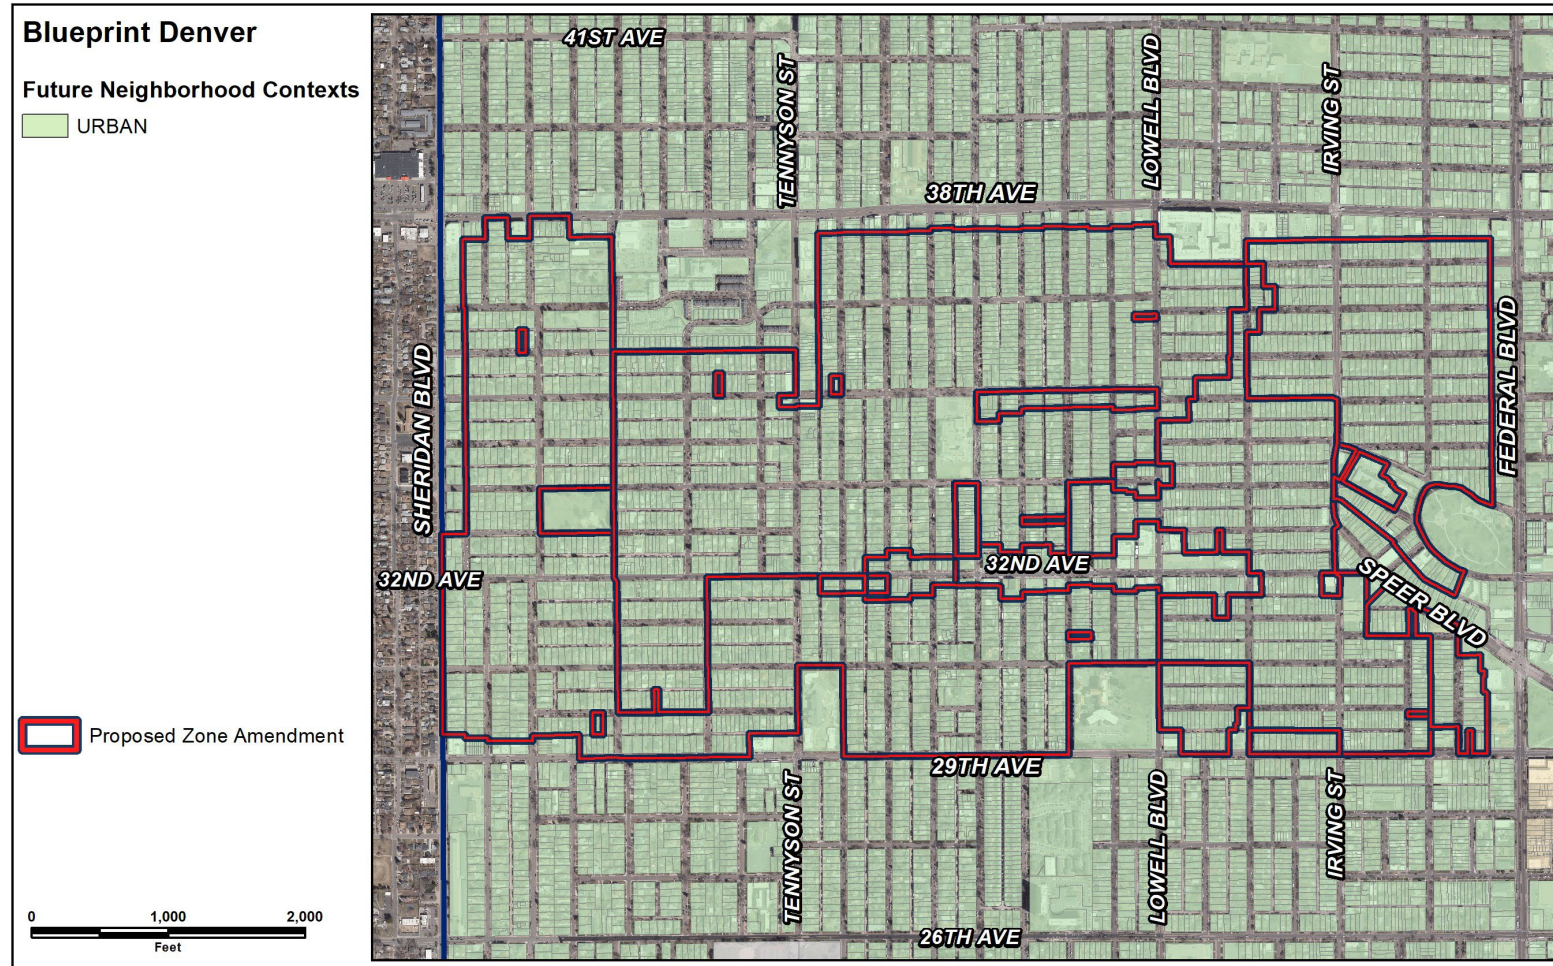 Blueprint Denver
Future Neighborhood Contexts
URBAN
Proposed Zone Amendment
0 1,000 2,000
Feet
41ST AVE
TENNYSON ST
LOWELL BLVD
IRVING ST
38TH AVE
SHERIDAN BLVD
FEDERAL BLVD
32ND AVE
32ND AVE
SPEER BLVD
29TH AVE
TENNYSON ST
LOWELL BLVD
IRVING ST
26TH AVE